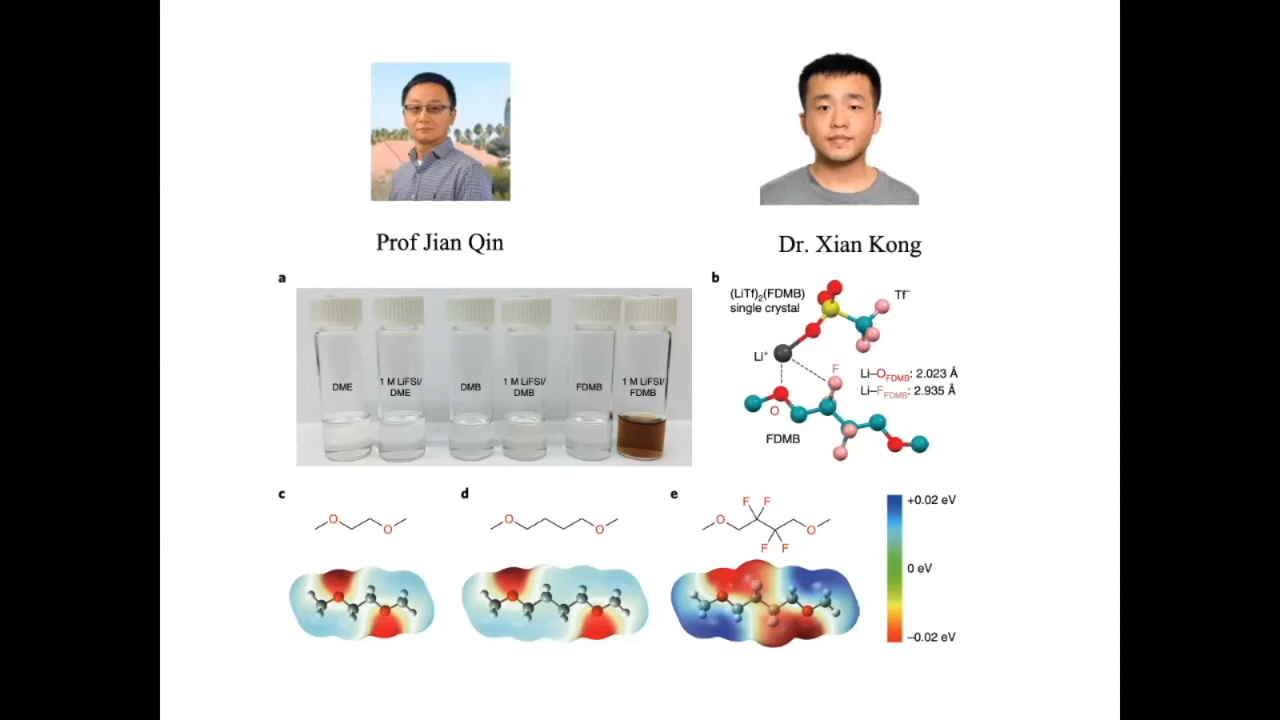 Prof Jian Qin
Dr. Xian Kong
a
DME
1 M LiFSI/
DME
DMB
1 M LiFSI/
DMB
FDMB
1 M LiFSI/
FDMB
b
(LiTf)₂(FDMB)
single crystal
Tf⁻
Li⁺
F
Li–O_FDMB: 2.023 Å
Li–F_FDMB: 2.935 Å
O
FDMB
c
O
O
d
O
O
e
F F
O
O
F F
+0.02 eV
0 eV
–0.02 eV